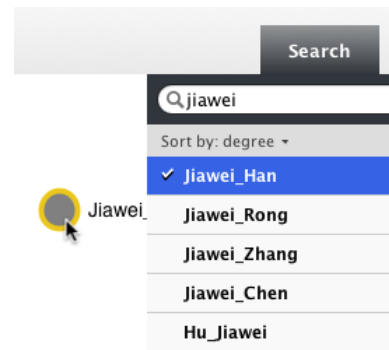 Search
jiawei
Sort by: degree
Jiawei_Han
Jiawei_
Jiawei_Rong
Jiawei_Zhang
Jiawei_Chen
Hu_Jiawei